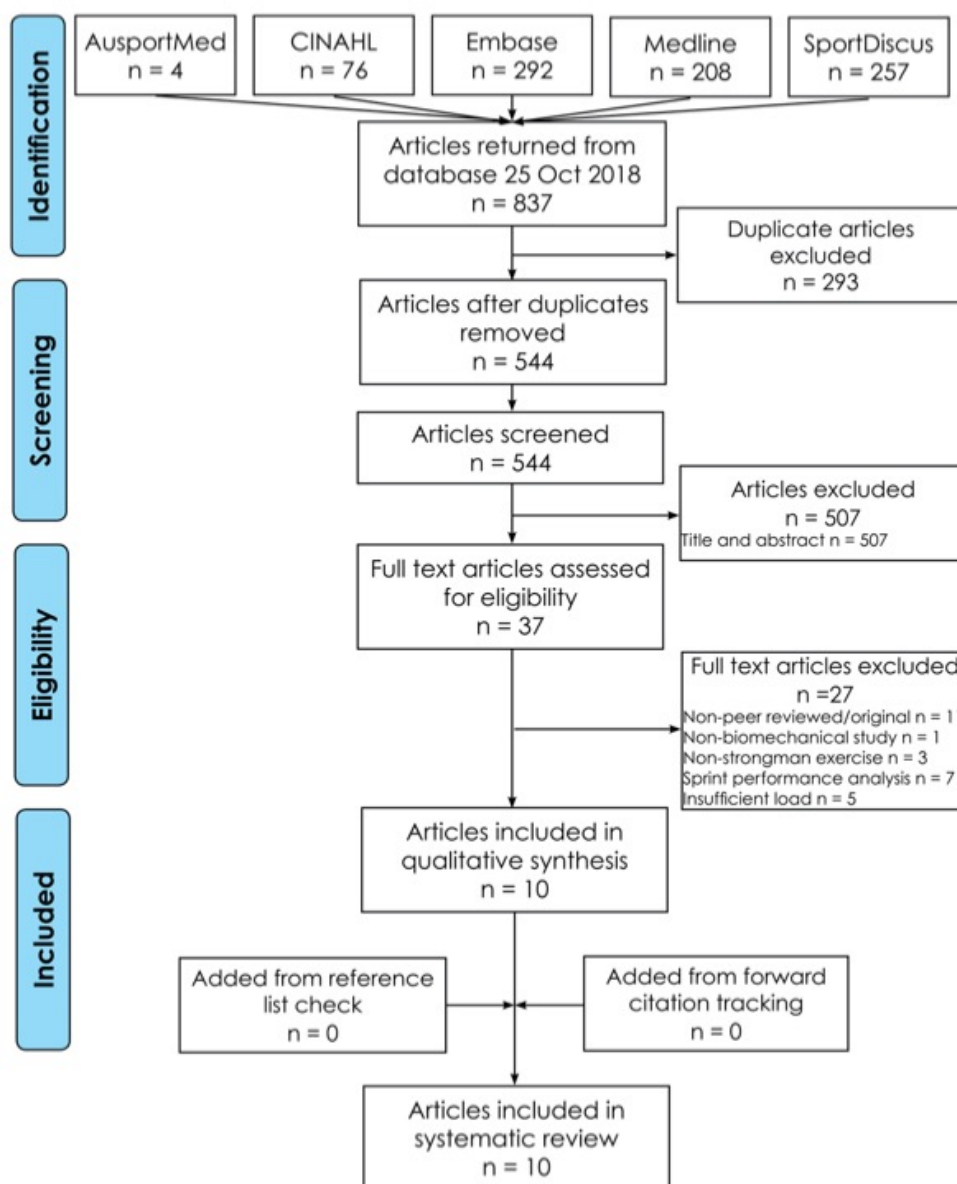 AusportMed
n = 4
CINAHL
n = 76
Embase
n = 292
Medline
n = 208
SportDiscus
n = 257
Identification
Articles returned from
database 25 Oct 2018
n = 837
Duplicate articles
excluded
n = 293
Screening
Articles after duplicates
removed
n = 544
Articles screened
n = 544
Articles excluded
n = 507
Title and abstract n = 507
Eligibility
Full text articles assessed
for eligibility
n = 37
Full text articles excluded
n =27
Non-peer reviewed/original n = 11
Non-biomechanical study n = 1
Non-strongman exercise n = 3
Sprint performance analysis n = 7
Insufficient load n = 5
Included
Articles included in
qualitative synthesis
n = 10
Added from reference
list check
n = 0
Added from forward
citation tracking
n = 0
Articles included in
systematic review
n = 10